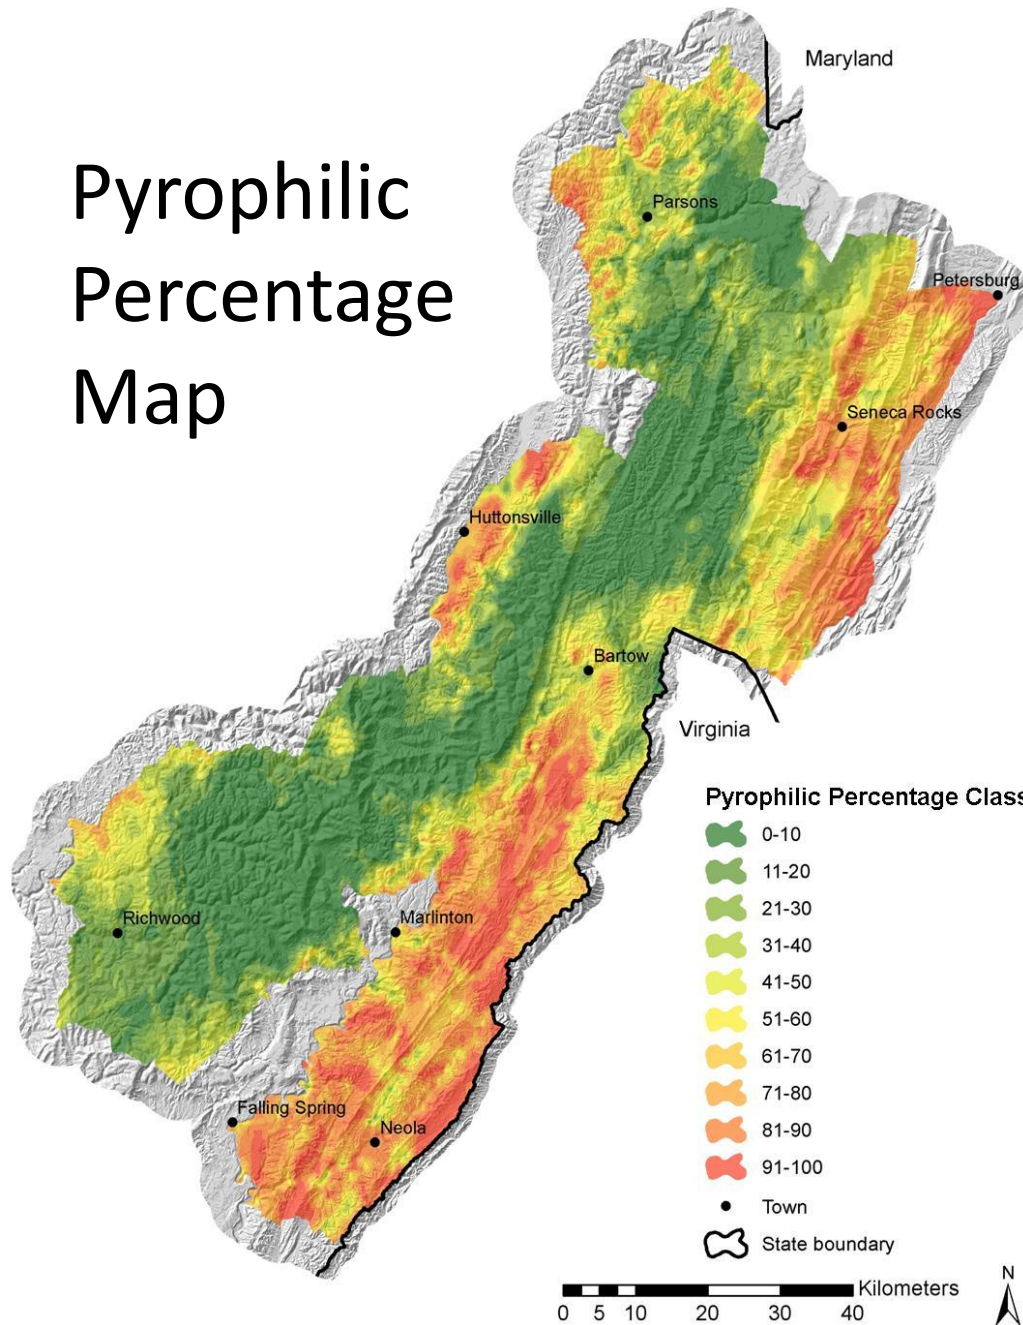 Pyrophilic
Percentage
Map
Maryland
Parsons
Petersburg
Seneca Rocks
Huttonsville
Bartow
Virginia
Richwood
Marlinton
Falling Spring
Neola
Pyrophilic Percentage Clas
0-10
11-20
21-30
31-40
41-50
51-60
61-70
71-80
81-90
91-100
Town
State boundary
N
Kilometers
0 5 10 20 30 40